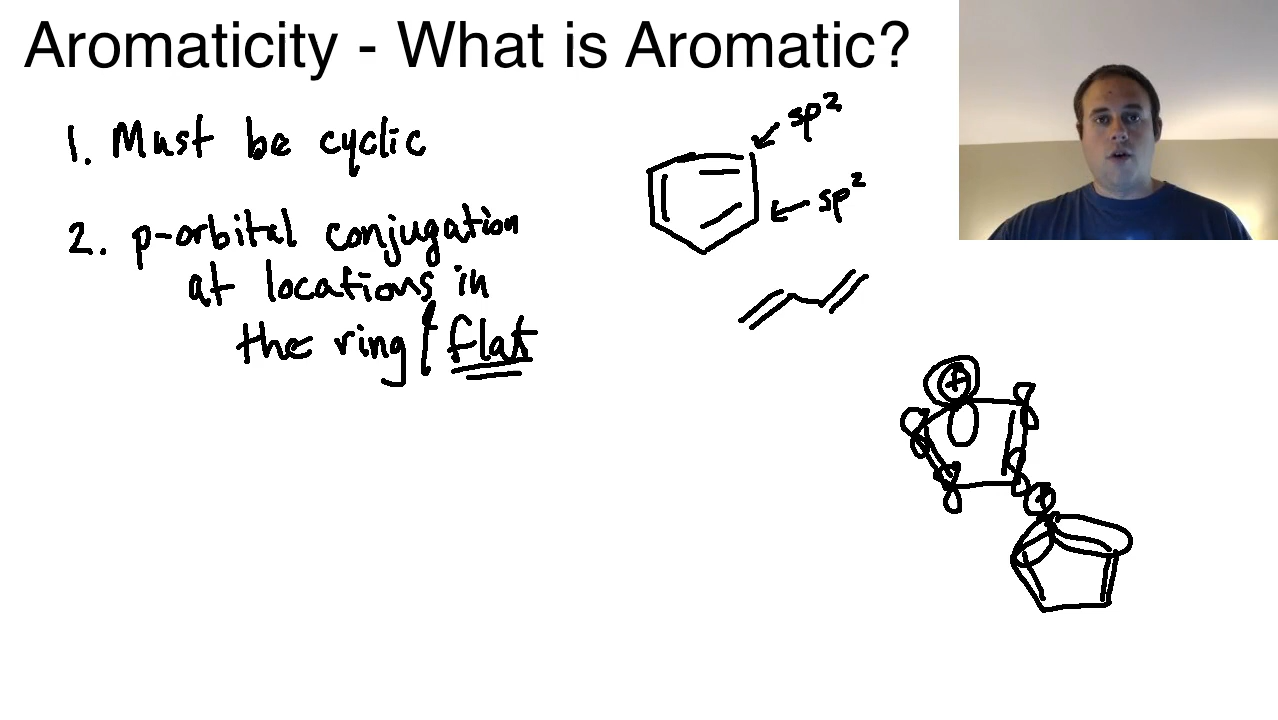 Aromaticity - What is Aromatic?
1. Must be cyclic
2. p-orbital conjugation
at locations in
the ring & flat
sp²
sp²
+
+